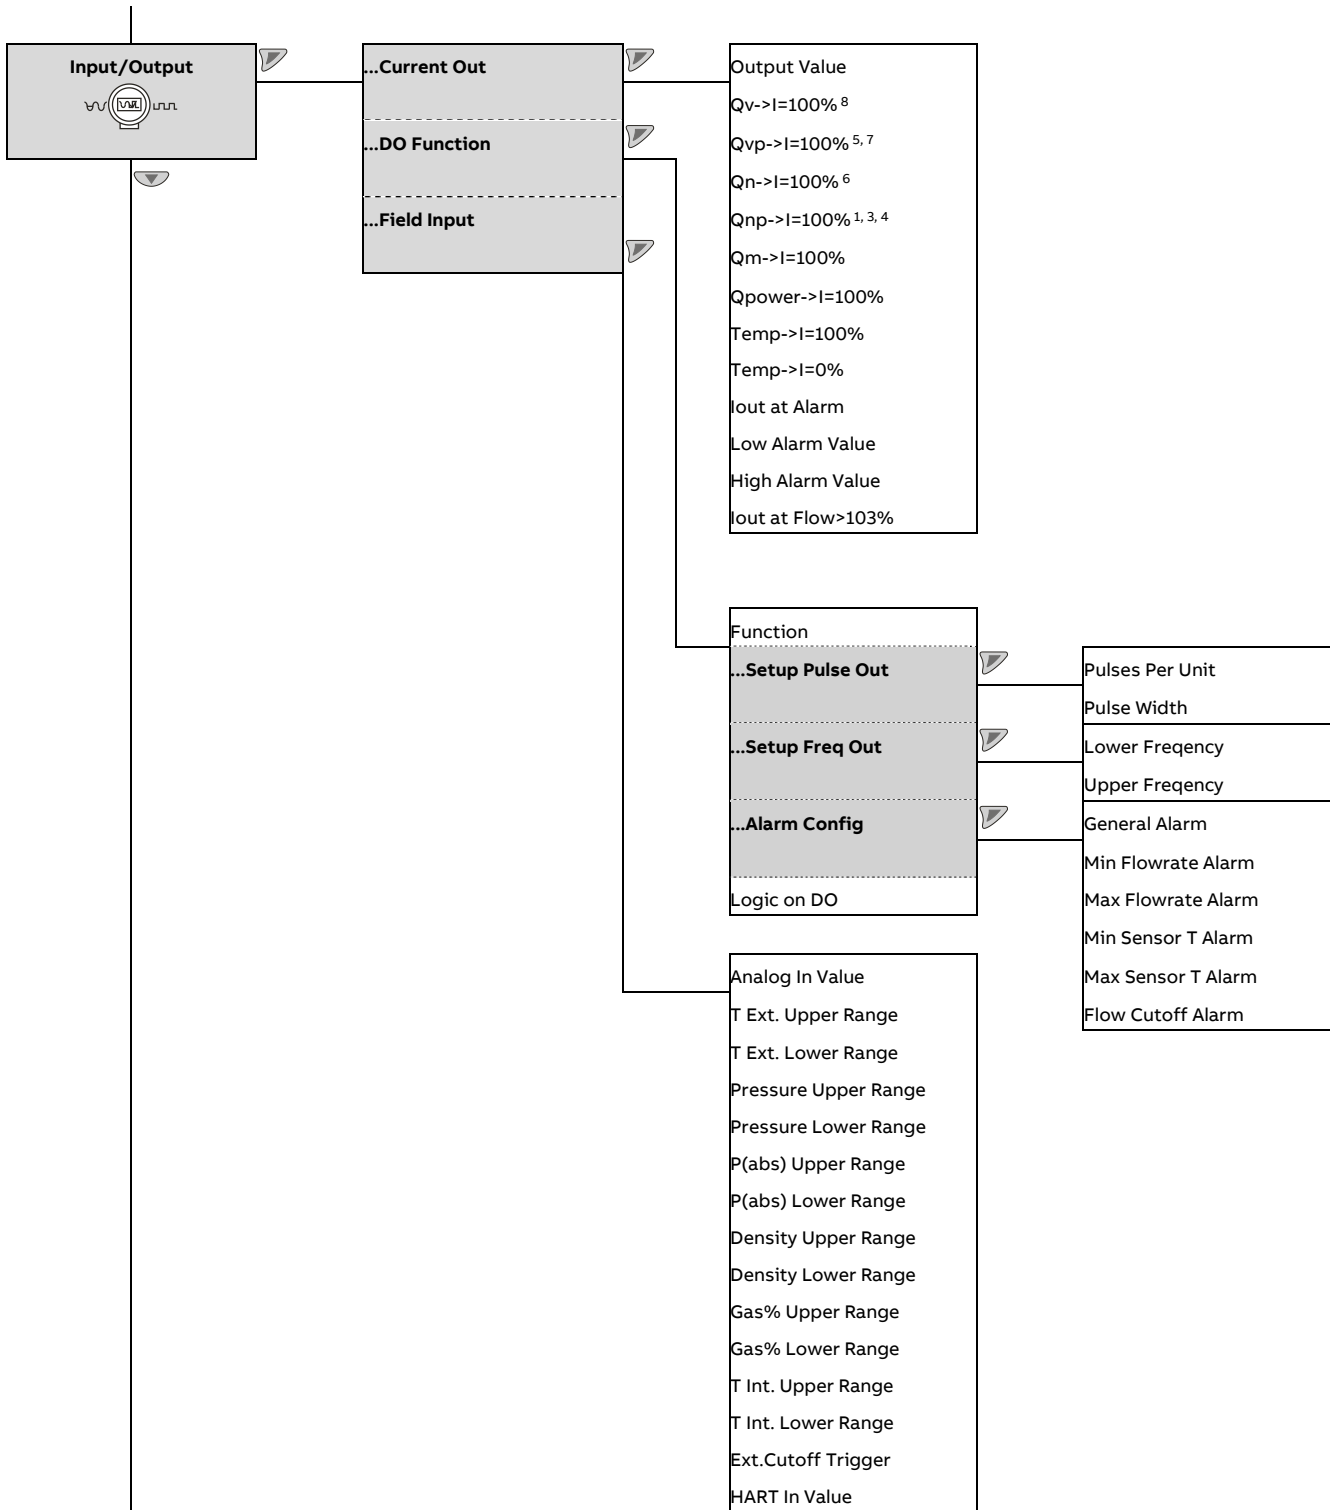 Input/Output
...Current Out
...DO Function
...Field Input
Output Value
Qv->I=100% 8
Qvp->I=100% 5, 7
Qn->I=100% 6
Qnp->I=100% 1, 3, 4
Qm->I=100%
Qpower->I=100%
Temp->I=100%
Temp->I=0%
Iout at Alarm
Low Alarm Value
High Alarm Value
Iout at Flow>103%
Function
...Setup Pulse Out
...Setup Freq Out
...Alarm Config
Logic on DO
Pulses Per Unit
Pulse Width
Lower Freqency
Upper Freqency
General Alarm
Min Flowrate Alarm
Max Flowrate Alarm
Min Sensor T Alarm
Max Sensor T Alarm
Flow Cutoff Alarm
Analog In Value
T Ext. Upper Range
T Ext. Lower Range
Pressure Upper Range
Pressure Lower Range
P(abs) Upper Range
P(abs) Lower Range
Density Upper Range
Density Lower Range
Gas% Upper Range
Gas% Lower Range
T Int. Upper Range
T Int. Lower Range
Ext.Cutoff Trigger
HART In Value